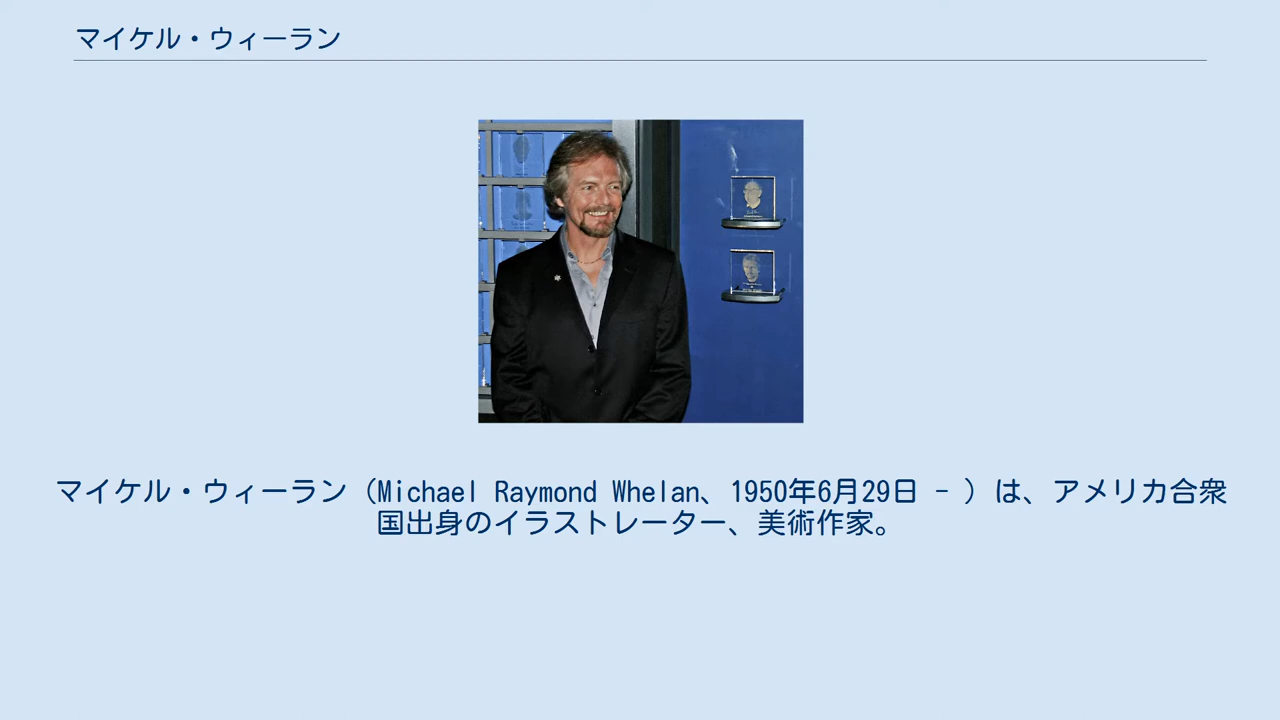 マイケル・ウィーラン
マイケル・ウィーラン（Michael Raymond Whelan、1950年6月29日 - ）は、アメリカ合衆
国出身のイラストレーター、美術作家。